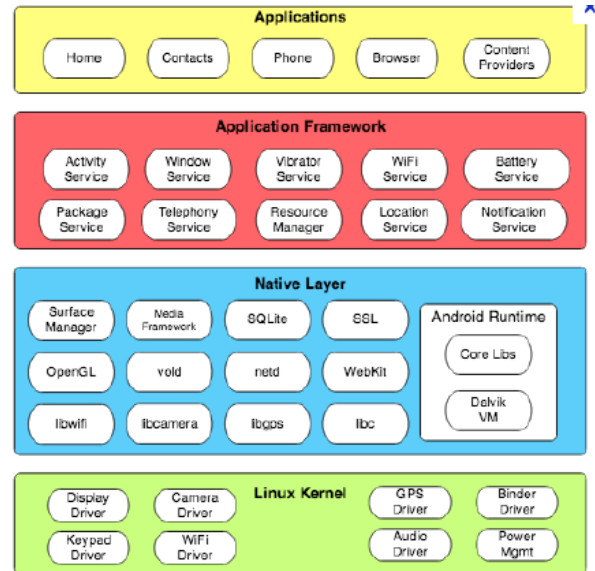 Applications
Home
Contacts
Phone
Browser
Content
Providers
Application Framework
Activity
Service
Window
Service
Vibrator
Service
WiFi
Service
Battery
Service
Package
Service
Telephony
Service
Resource
Manager
Location
Service
Notification
Service
Native Layer
Surface
Manager
Media
Framework
SQLite
SSL
Android Runtime
Core Libs
OpenGL
vold
netd
WebKit
Dalvik
VM
libwifi
libcamera
libgps
libc
Linux Kernel
Display
Driver
Camera
Driver
GPS
Driver
Binder
Driver
Keypad
Driver
WiFi
Driver
Audio
Driver
Power
Mgmt